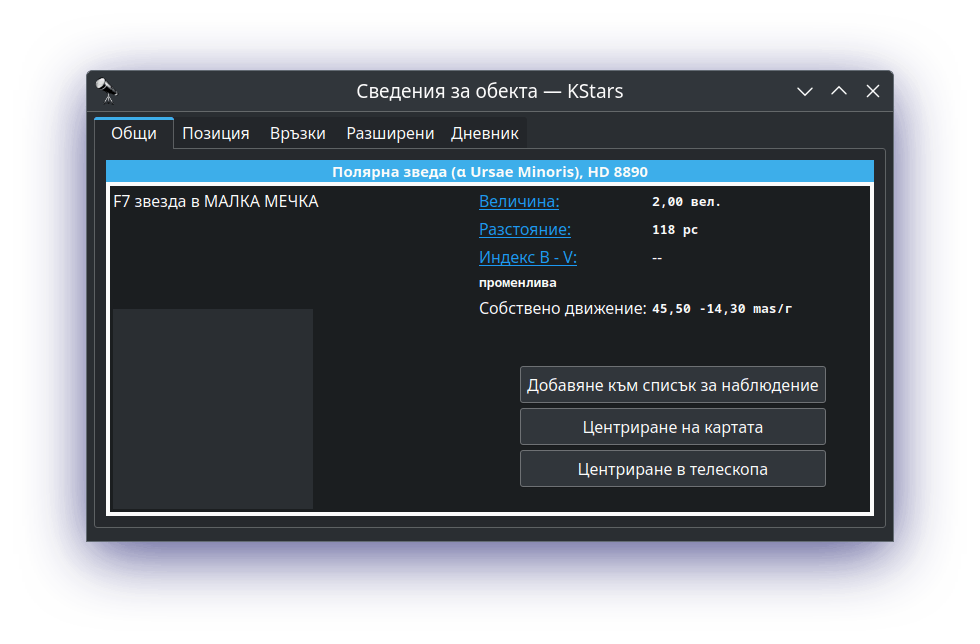 Сведения за обекта — KStars
Общи Позиция Връзки Разширени Дневник
Полярна зведа (α Ursae Minoris), HD 8890
F7 звезда в МАЛКА МЕЧКА
Величина: 2,00 вел.
Разстояние: 118 pc
Индекс B - V: --
променлива
Собствено движение: 45,50 -14,30 mas/г
Добавяне към списък за наблюдение
Центриране на картата
Центриране в телескопа